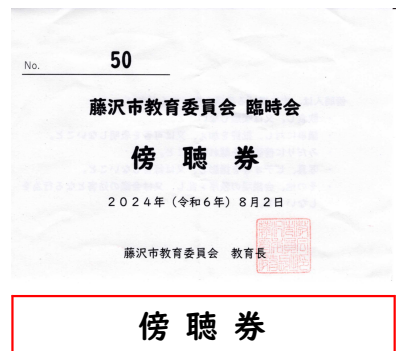 No. 50
藤沢市教育委員会 臨時会
傍聴券
2024年(令和6年)8月2日
藤沢市教育委員会 教育長
傍聴券